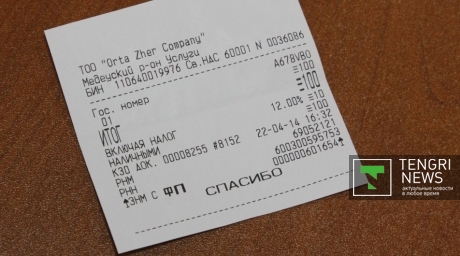 ТОО "Orta Zher Company"
Медеуский р-он Услуги
БИН 110640019976 Св.НАС 60001 N 0036086
Гос. номер A678VBO
01 ≡100
ИТОГ ≡100
ВКЛЮЧАЯ НАЛОГ 12.00% ≡10
НАЛИЧНЫМИ ≡100
КЗО ДОК. 00008255 #8152 22-04-14 16:32
РНМ 69052121
РНН 600300595753
ЗНМ С ФП 000000601654
СПАСИБО
TENGRI
NEWS
актуальные новости
в любое время